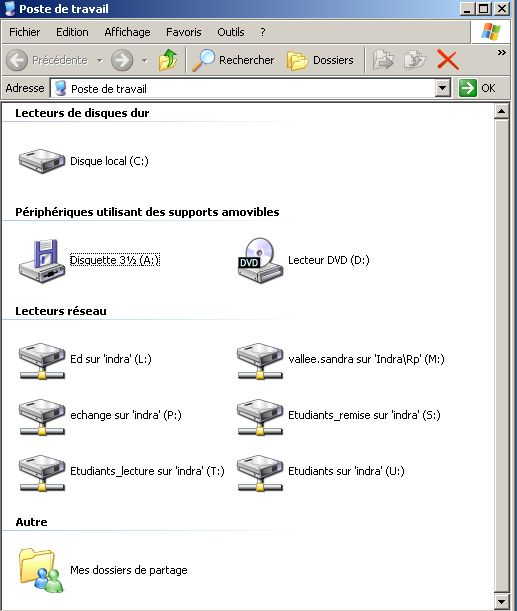 Poste de travail
Fichier Edition Affichage Favoris Outils ?
Précédente Rechercher Dossiers »
Adresse Poste de travail OK
Lecteurs de disques dur
Disque local (C:)
Périphériques utilisant des supports amovibles
Disquette 3½ (A:) Lecteur DVD (D:)
DVD
Lecteurs réseau
Ed sur 'indra' (L:) vallee.sandra sur 'Indra\Rp' (M:)
echange sur 'indra' (P:) Etudiants_remise sur 'indra' (S:)
Etudiants_lecture sur 'indra' (T:) Etudiants sur 'indra' (U:)
Autre
Mes dossiers de partage